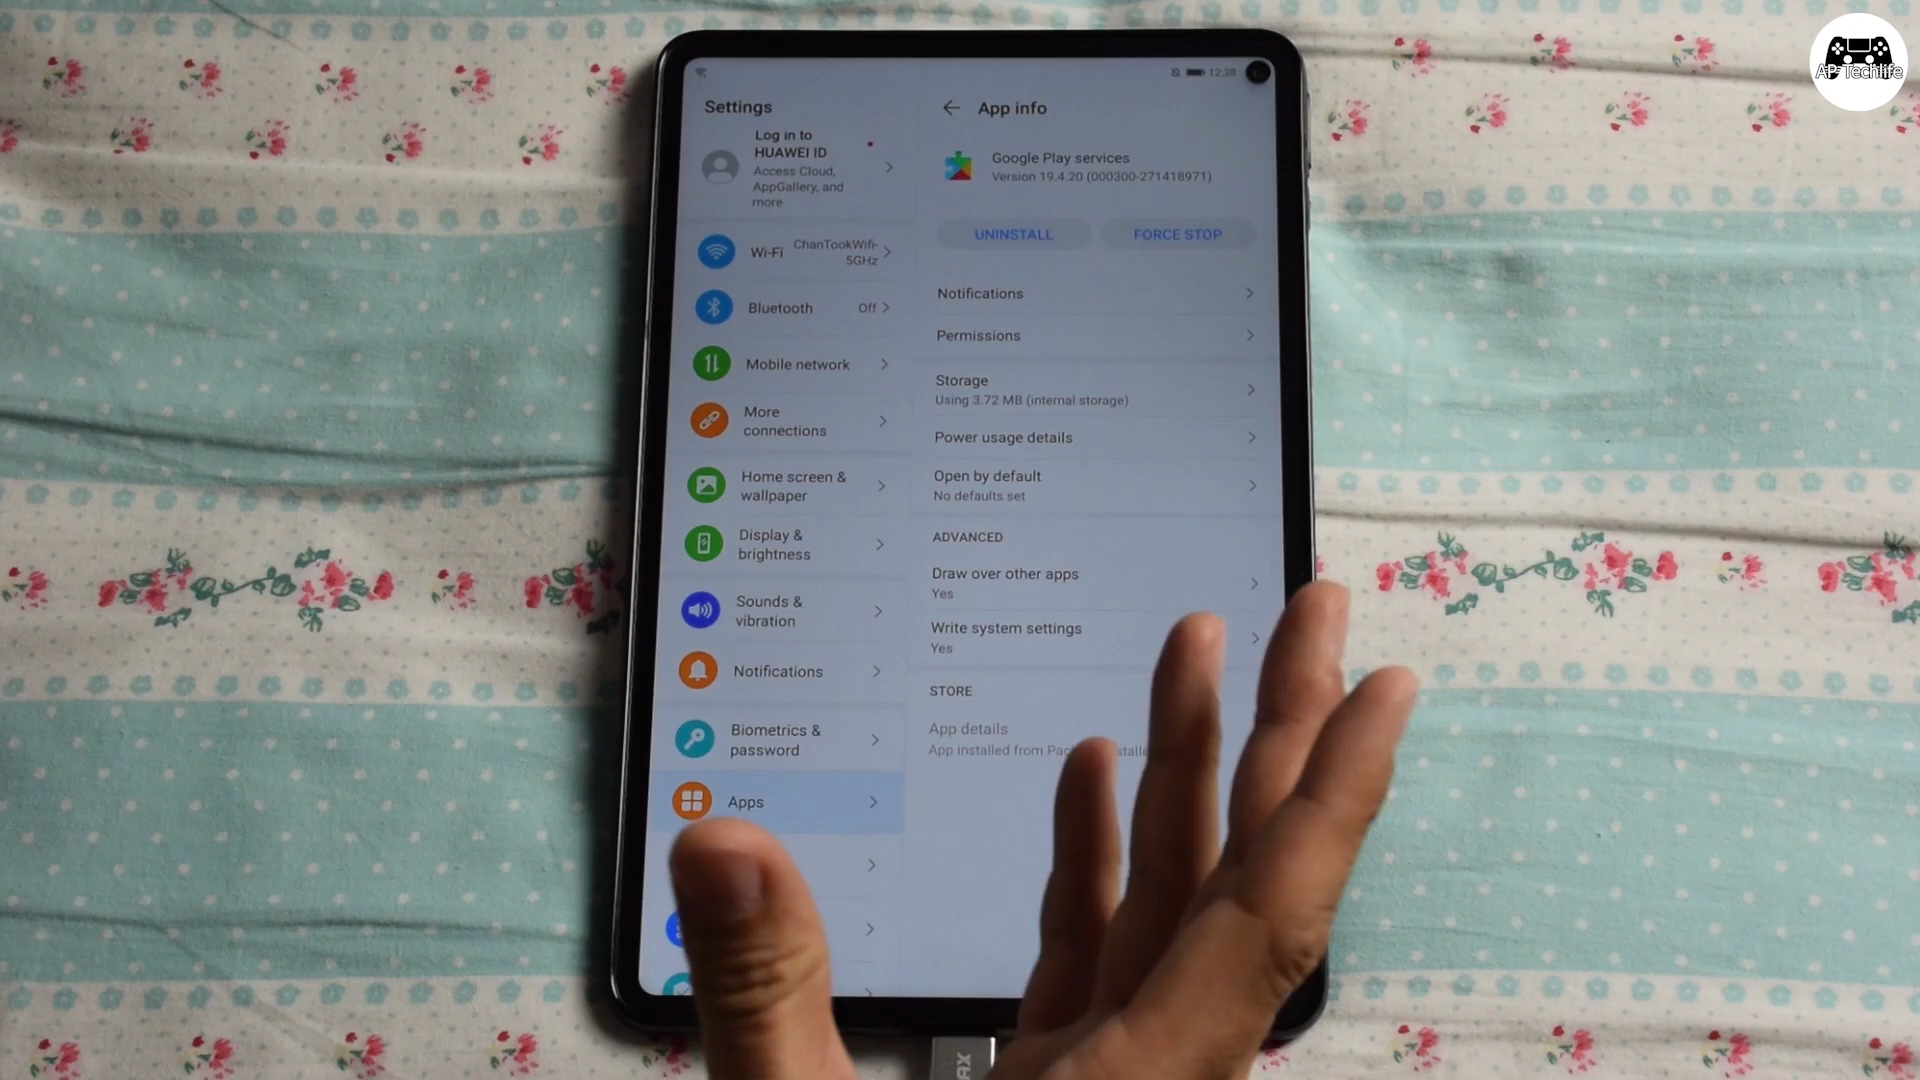 AP Techlife
12:38
Settings
Log in to
HUAWEI ID
Access Cloud,
AppGallery, and
more
Wi-Fi
ChanTookWifi-
5GHz
Bluetooth
Off
Mobile network
More
connections
Home screen &
wallpaper
Display &
brightness
Sounds &
vibration
Notifications
Biometrics &
password
Apps
App info
Google Play services
Version 19.4.20 (000300-271418971)
UNINSTALL
FORCE STOP
Notifications
Permissions
Storage
Using 3.72 MB (internal storage)
Power usage details
Open by default
No defaults set
ADVANCED
Draw over other apps
Yes
Write system settings
Yes
STORE
App details
App installed from
AX